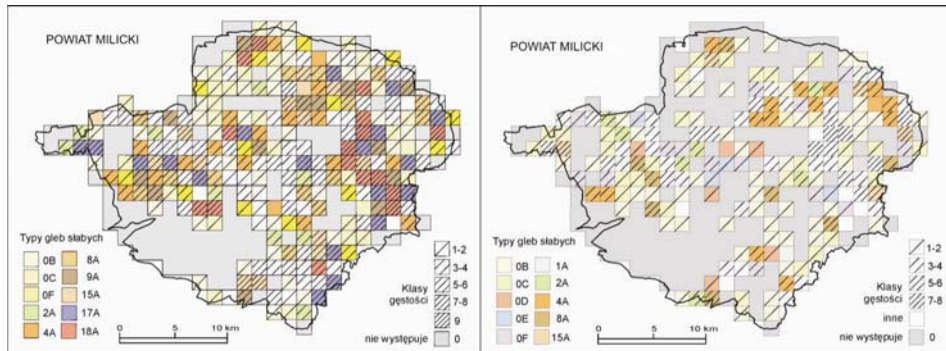 POWIAT MILICKI
Typy gleb słabych
0B 8A
0C 9A
0F 15A
2A 17A
4A 18A
0 5 10 km
1-2
3-4
5-6
7-8
9
0
Klasy
gęstości
nie występuje
POWIAT MILICKI
Typy gleb słabych
0B 1A
0C 2A
0D 4A
0E 8A
0F 15A
0 5 10 km
1-2
3-4
5-6
7-8
Klasy
gęstości
inne
nie występuje 0